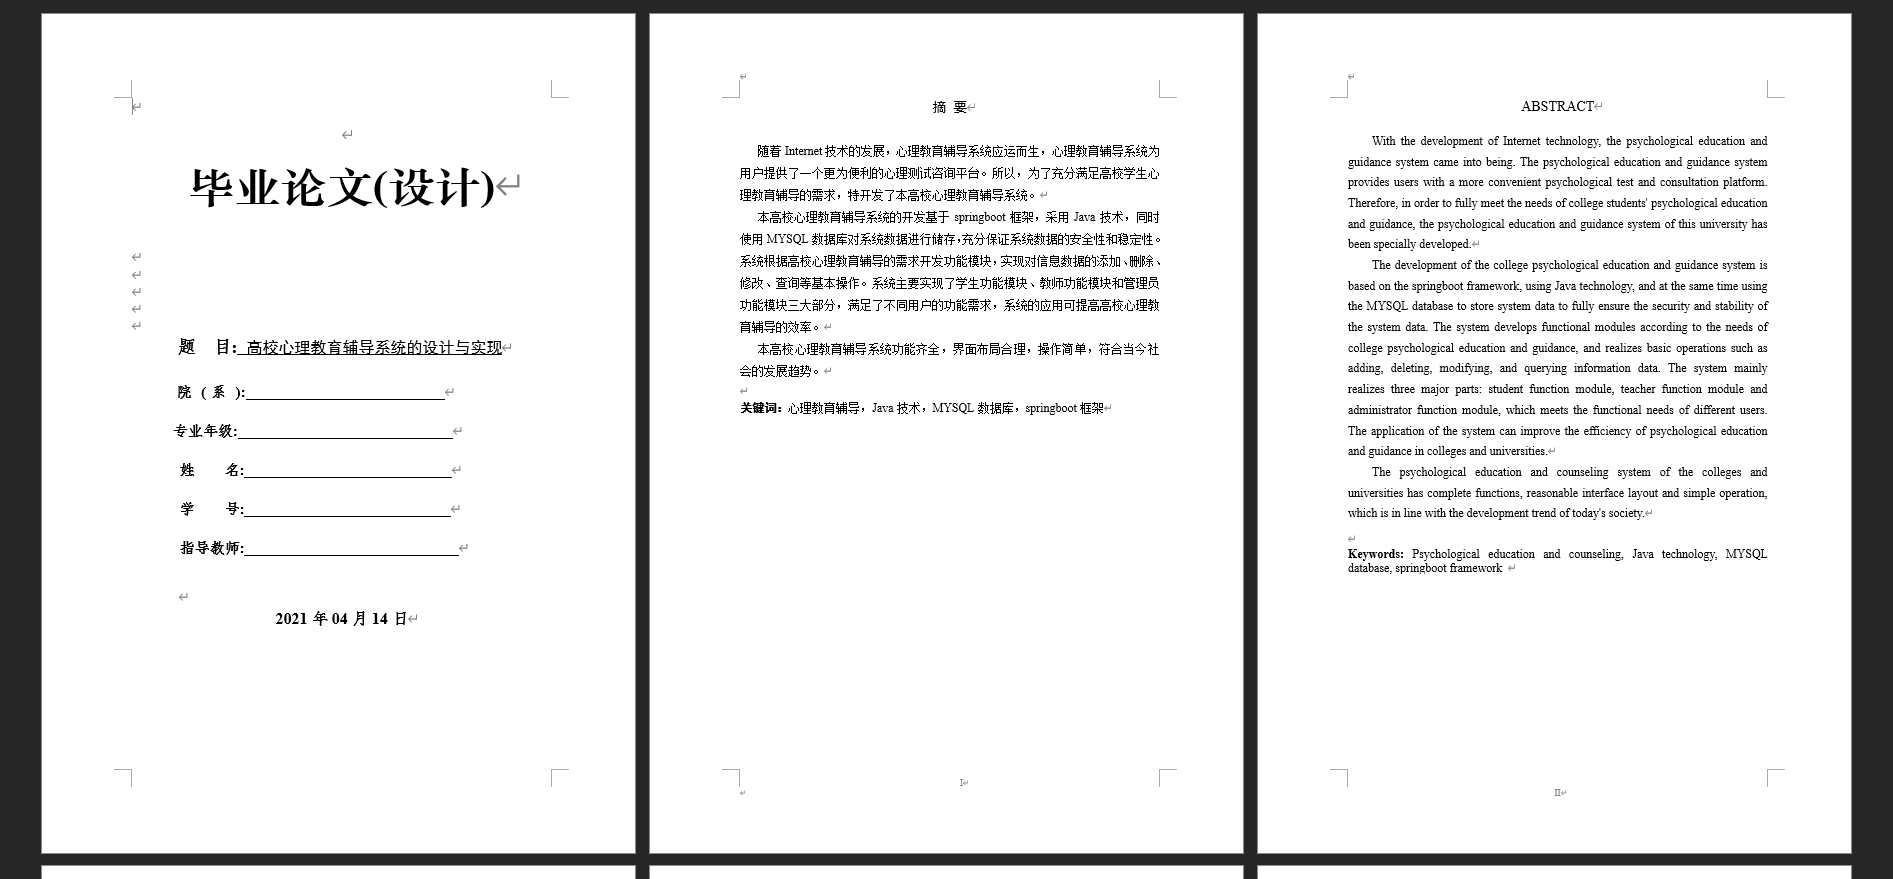 毕业论文(设计)
题 目: 高校心理教育辅导系统的设计与实现
院 ( 系 ):
专业年级:
姓 名:
学 号:
指导教师:
2021 年 04 月 14 日
摘 要
随着 Internet 技术的发展，心理教育辅导系统应运而生，心理教育辅导系统为
用户提供了一个更为便利的心理测试咨询平台。所以，为了充分满足高校学生心
理教育辅导的需求，特开发了本高校心理教育辅导系统。
本高校心理教育辅导系统的开发基于 springboot 框架，采用 Java 技术，同时
使用 MYSQL 数据库对系统数据进行储存，充分保证系统数据的安全性和稳定性。
系统根据高校心理教育辅导的需求开发功能模块，实现对信息数据的添加、删除、
修改、查询等基本操作。系统主要实现了学生功能模块、教师功能模块和管理员
功能模块三大部分，满足了不同用户的功能需求，系统的应用可提高高校心理教
育辅导的效率。
本高校心理教育辅导系统功能齐全，界面布局合理，操作简单，符合当今社
会的发展趋势。
关键词：心理教育辅导，Java 技术，MYSQL 数据库，springboot 框架
I
ABSTRACT
With the development of Internet technology, the psychological education and
guidance system came into being. The psychological education and guidance system
provides users with a more convenient psychological test and consultation platform.
Therefore, in order to fully meet the needs of college students' psychological education
and guidance, the psychological education and guidance system of this university has
been specially developed.
The development of the college psychological education and guidance system is
based on the springboot framework, using Java technology, and at the same time using
the MYSQL database to store system data to fully ensure the security and stability of
the system data. The system develops functional modules according to the needs of
college psychological education and guidance, and realizes basic operations such as
adding, deleting, modifying, and querying information data. The system mainly
realizes three major parts: student function module, teacher function module and
administrator function module, which meets the functional needs of different users.
The application of the system can improve the efficiency of psychological education
and guidance in colleges and universities.
The psychological education and counseling system of the colleges and
universities has complete functions, reasonable interface layout and simple operation,
which is in line with the development trend of today's society.
Keywords: Psychological education and counseling, Java technology, MYSQL
database, springboot framework
II